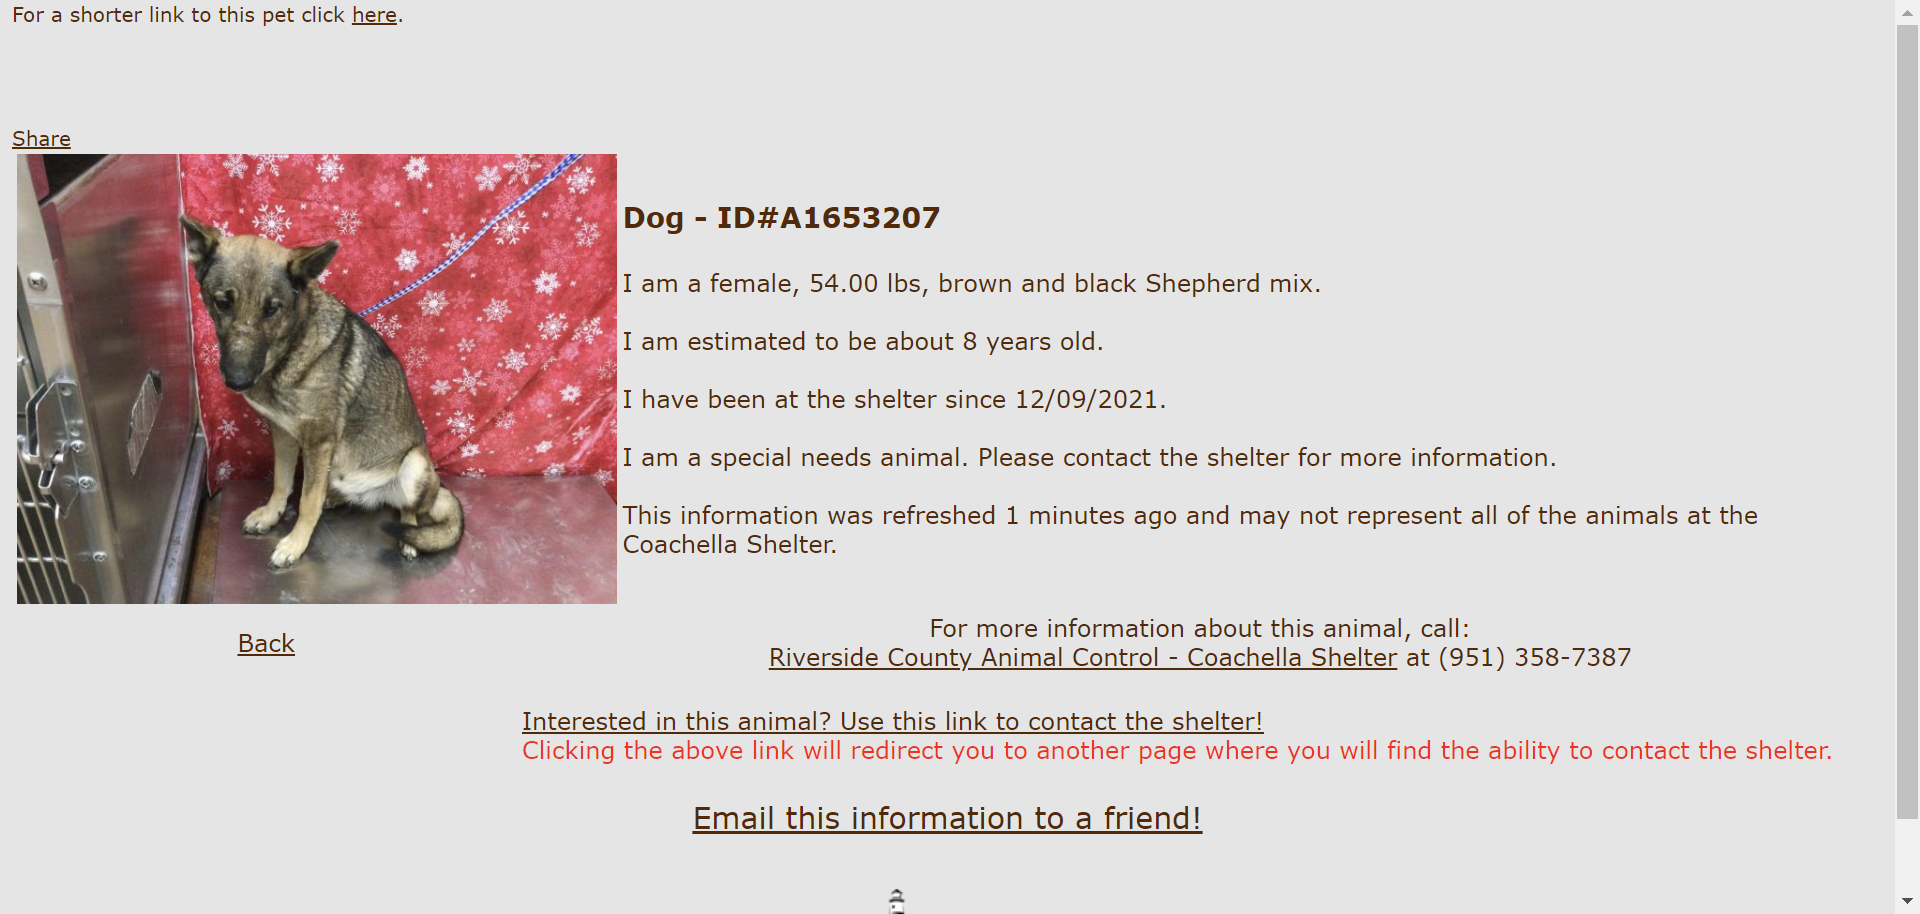 For a shorter link to this pet click here.
Share
Dog - ID#A1653207
I am a female, 54.00 lbs, brown and black Shepherd mix.
I am estimated to be about 8 years old.
I have been at the shelter since 12/09/2021.
I am a special needs animal. Please contact the shelter for more information.
This information was refreshed 1 minutes ago and may not represent all of the animals at the
Coachella Shelter.
Back
For more information about this animal, call:
Riverside County Animal Control - Coachella Shelter at (951) 358-7387
Interested in this animal? Use this link to contact the shelter!
Clicking the above link will redirect you to another page where you will find the ability to contact the shelter.
Email this information to a friend!